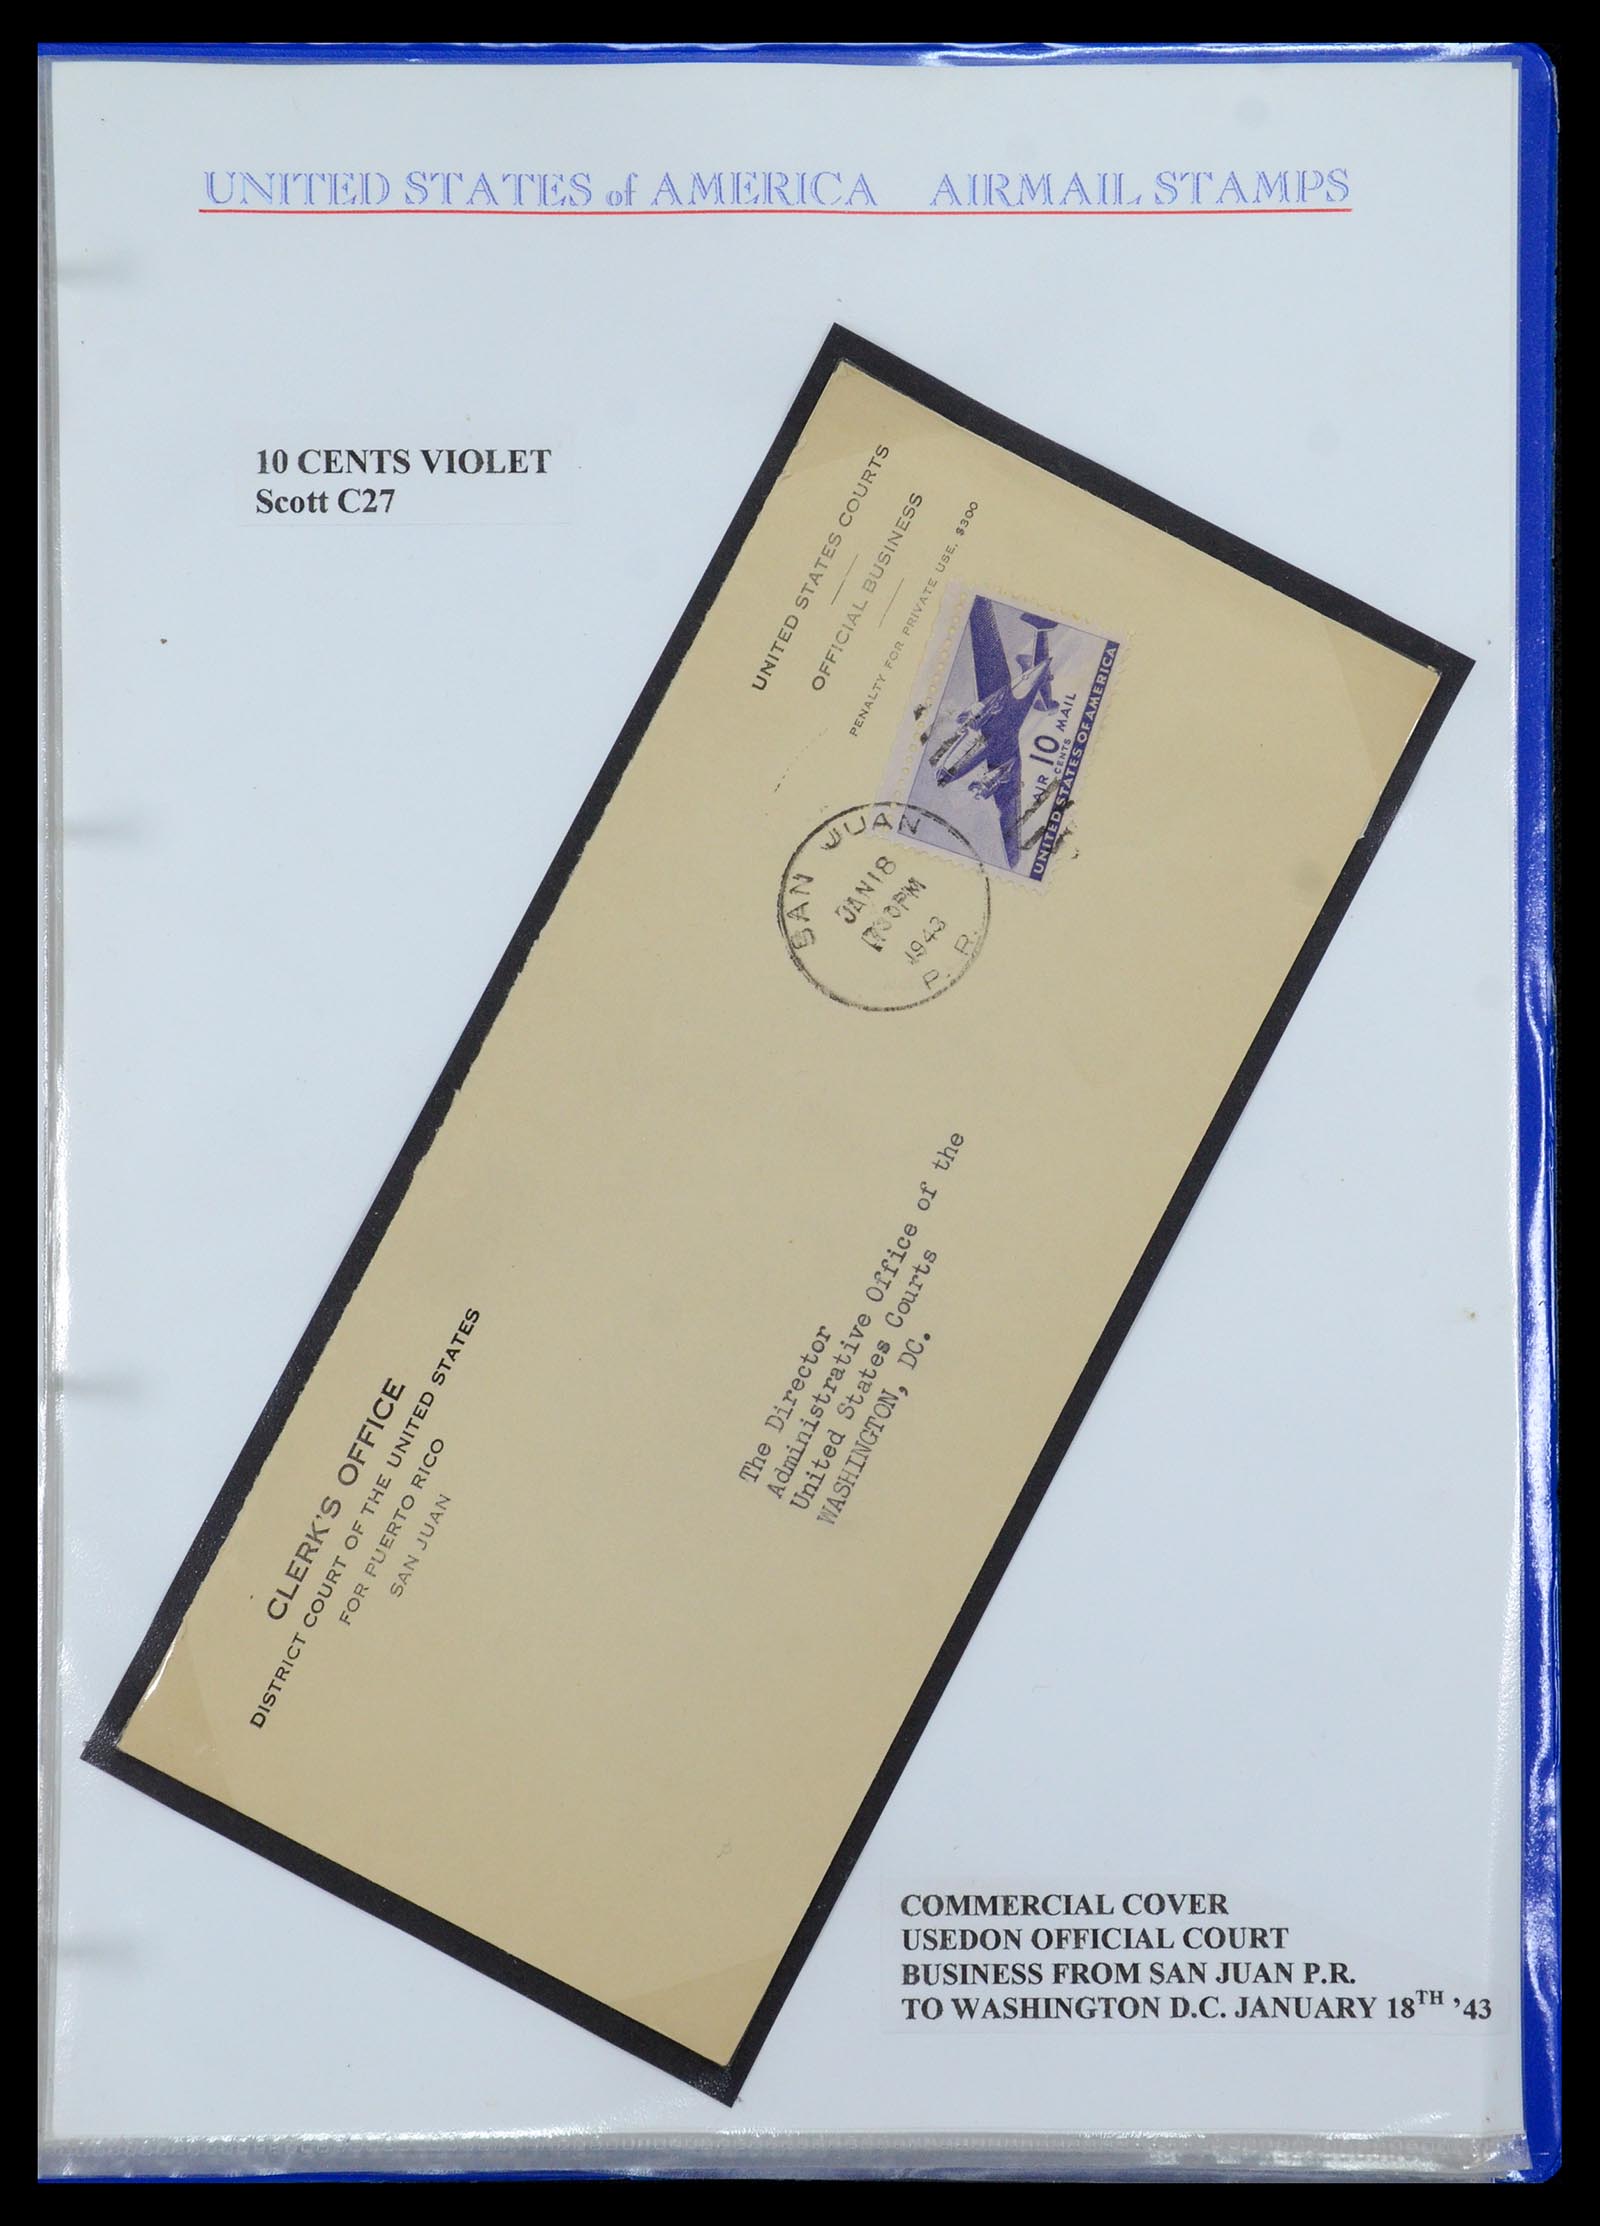 UNITED STATES of AMERICA AIRMAIL STAMPS
10 CENTS VIOLET
Scott C27
UNITED STATES COURTS
OFFICIAL BUSINESS
PENALTY FOR PRIVATE USE, $300
AIR 10 MAIL
CENTS
UNITED STATES OF AMERICA
SAN JUAN
JAN 18
30PM
1943
P. R.
CLERK'S OFFICE
DISTRICT COURT OF THE UNITED STATES
FOR PUERTO RICO
SAN JUAN
The Director
Administrative Office of the
United States Courts
WASHINGTON, DC.
COMMERCIAL COVER
USEDON OFFICIAL COURT
BUSINESS FROM SAN JUAN P.R.
TO WASHINGTON D.C. JANUARY 18TH '43